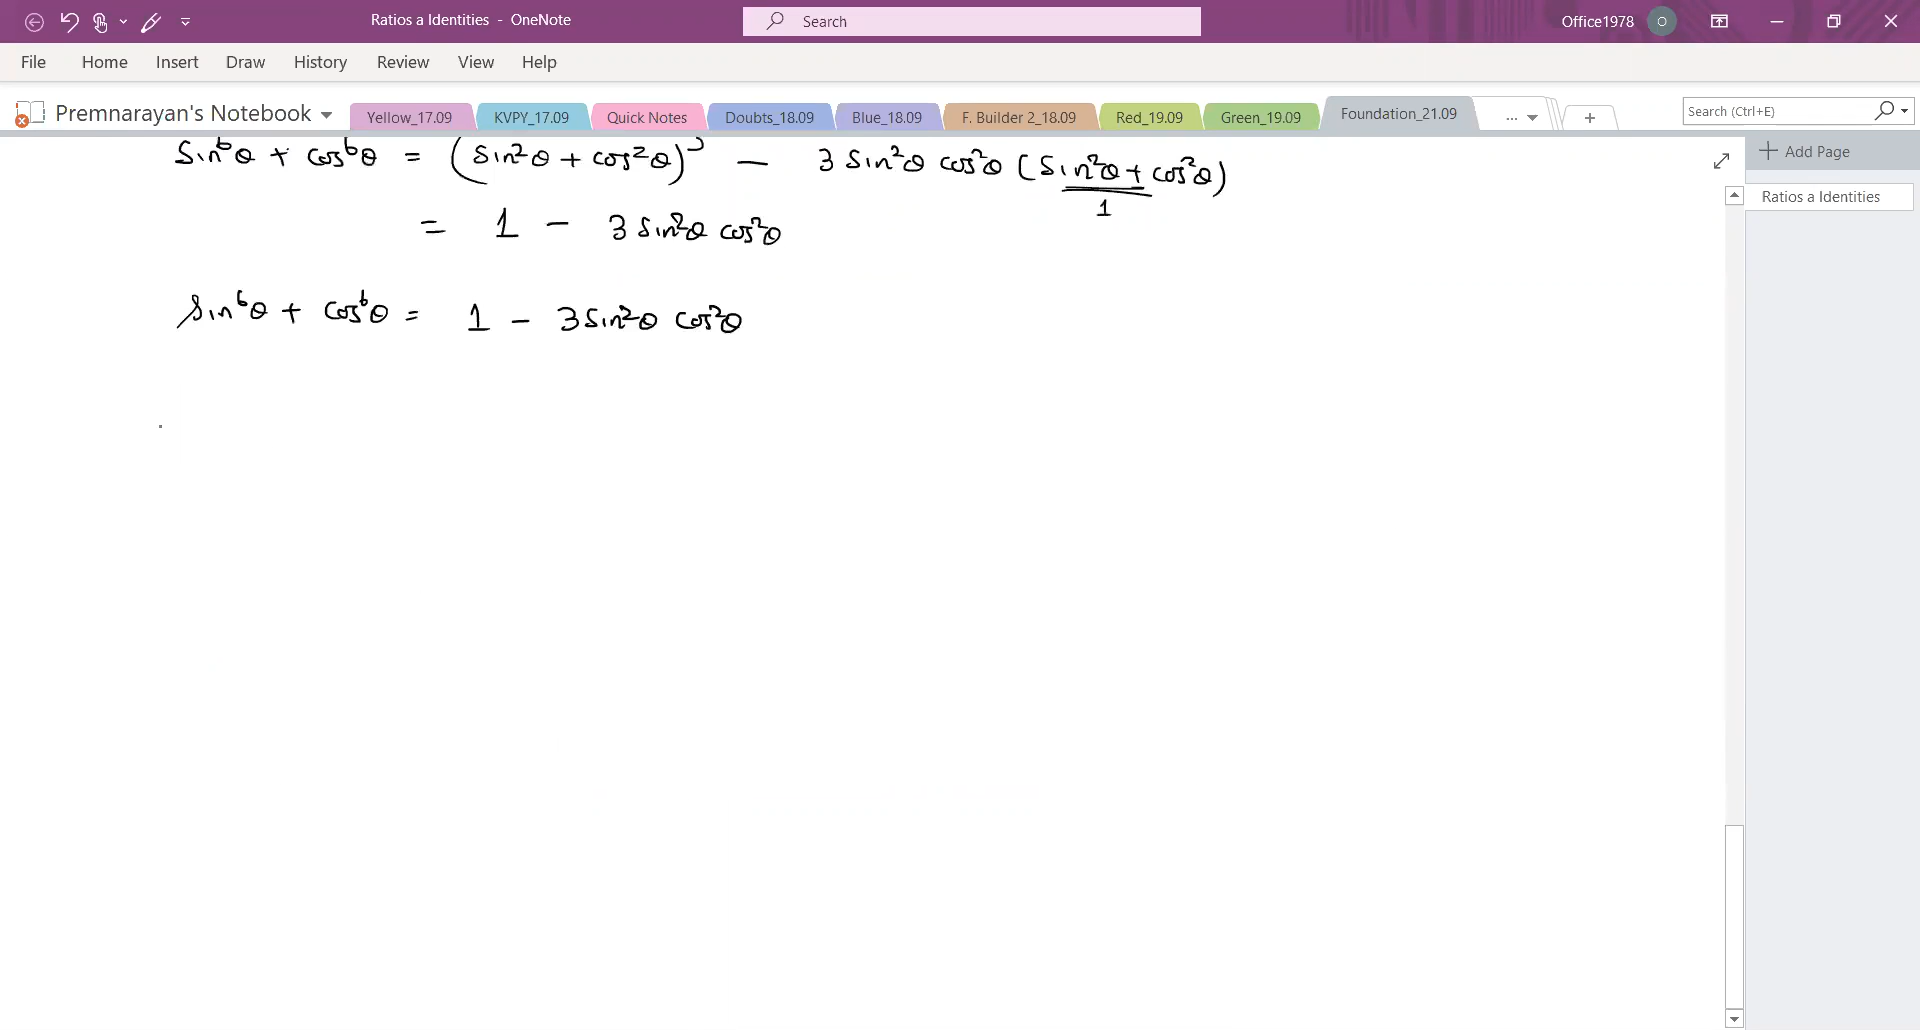 Ratios a Identities - OneNote
Search
Office1978
O
File Home Insert Draw History Review View Help
Premnarayan's Notebook
Yellow_17.09
KVPY_17.09
Quick Notes
Doubts_18.09
Blue_18.09
F. Builder 2_18.09
Red_19.09
Green_19.09
Foundation_21.09
...
+
Search (Ctrl+E)
Add Page
Ratios a Identities
Sin⁶θ + cos⁶θ = (Sin²θ + cos²θ)³ − 3 Sin²θ cos²θ (Sin²θ + cos²θ)
1
= 1 − 3 Sin²θ cos²θ
Sin⁶θ + cos⁶θ = 1 − 3 Sin²θ cos²θ